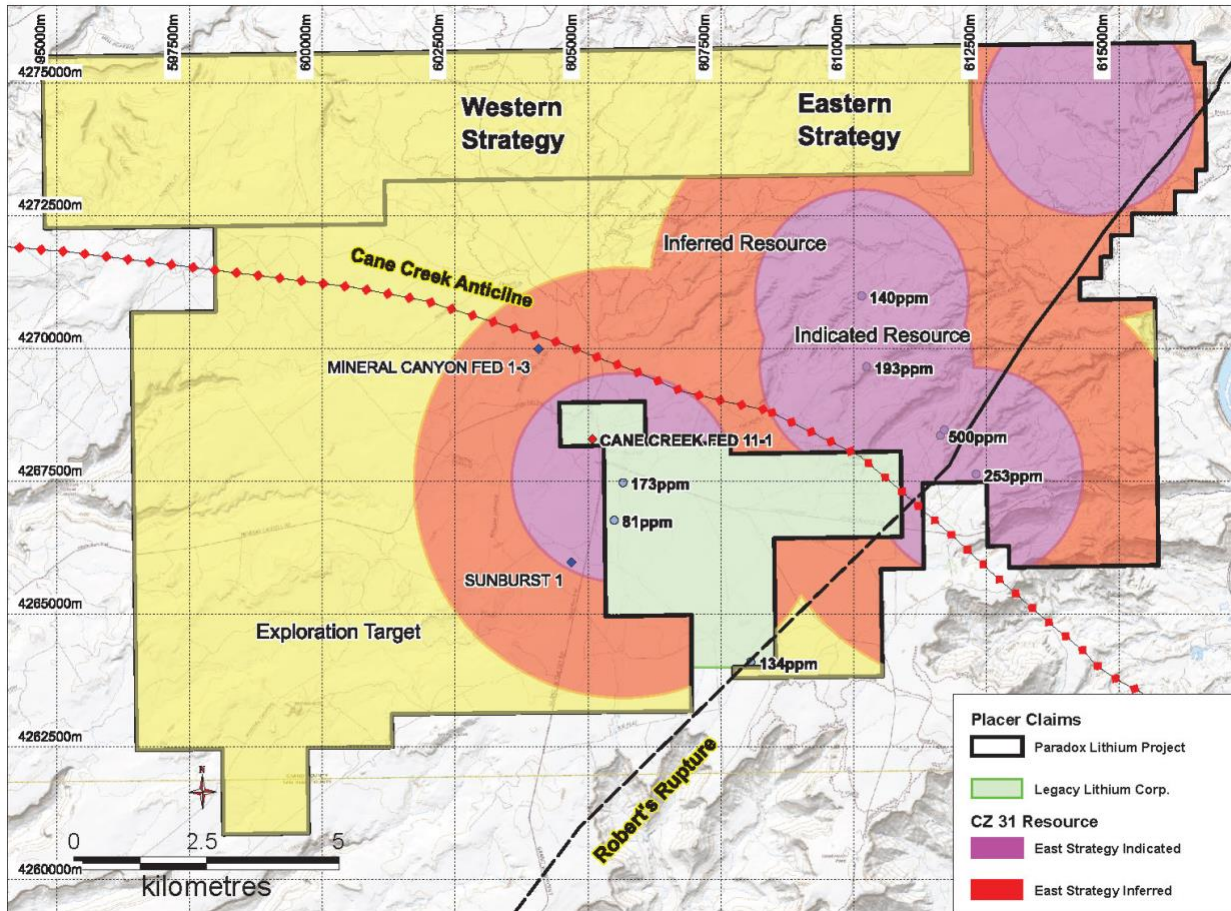 95000m
597500m
600000m
602500m
605000m
607500m
610000m
612500m
615000m
4275000m
Western
Strategy
Eastern
Strategy
4272500m
Inferred Resource
Cane Creek Anticline
140ppm
Indicated Resource
4270000m
MINERAL CANYON FED 1-3
193ppm
CANE CREEK FED 11-1
500ppm
4267500m
173ppm
253ppm
81ppm
SUNBURST 1
4265000m
Exploration Target
134ppm
4262500m
Robert's Rupture
N
0
2.5
5
kilometres
4260000m
Placer Claims
Paradox Lithium Project
Legacy Lithium Corp.
CZ 31 Resource
East Strategy Indicated
East Strategy Inferred